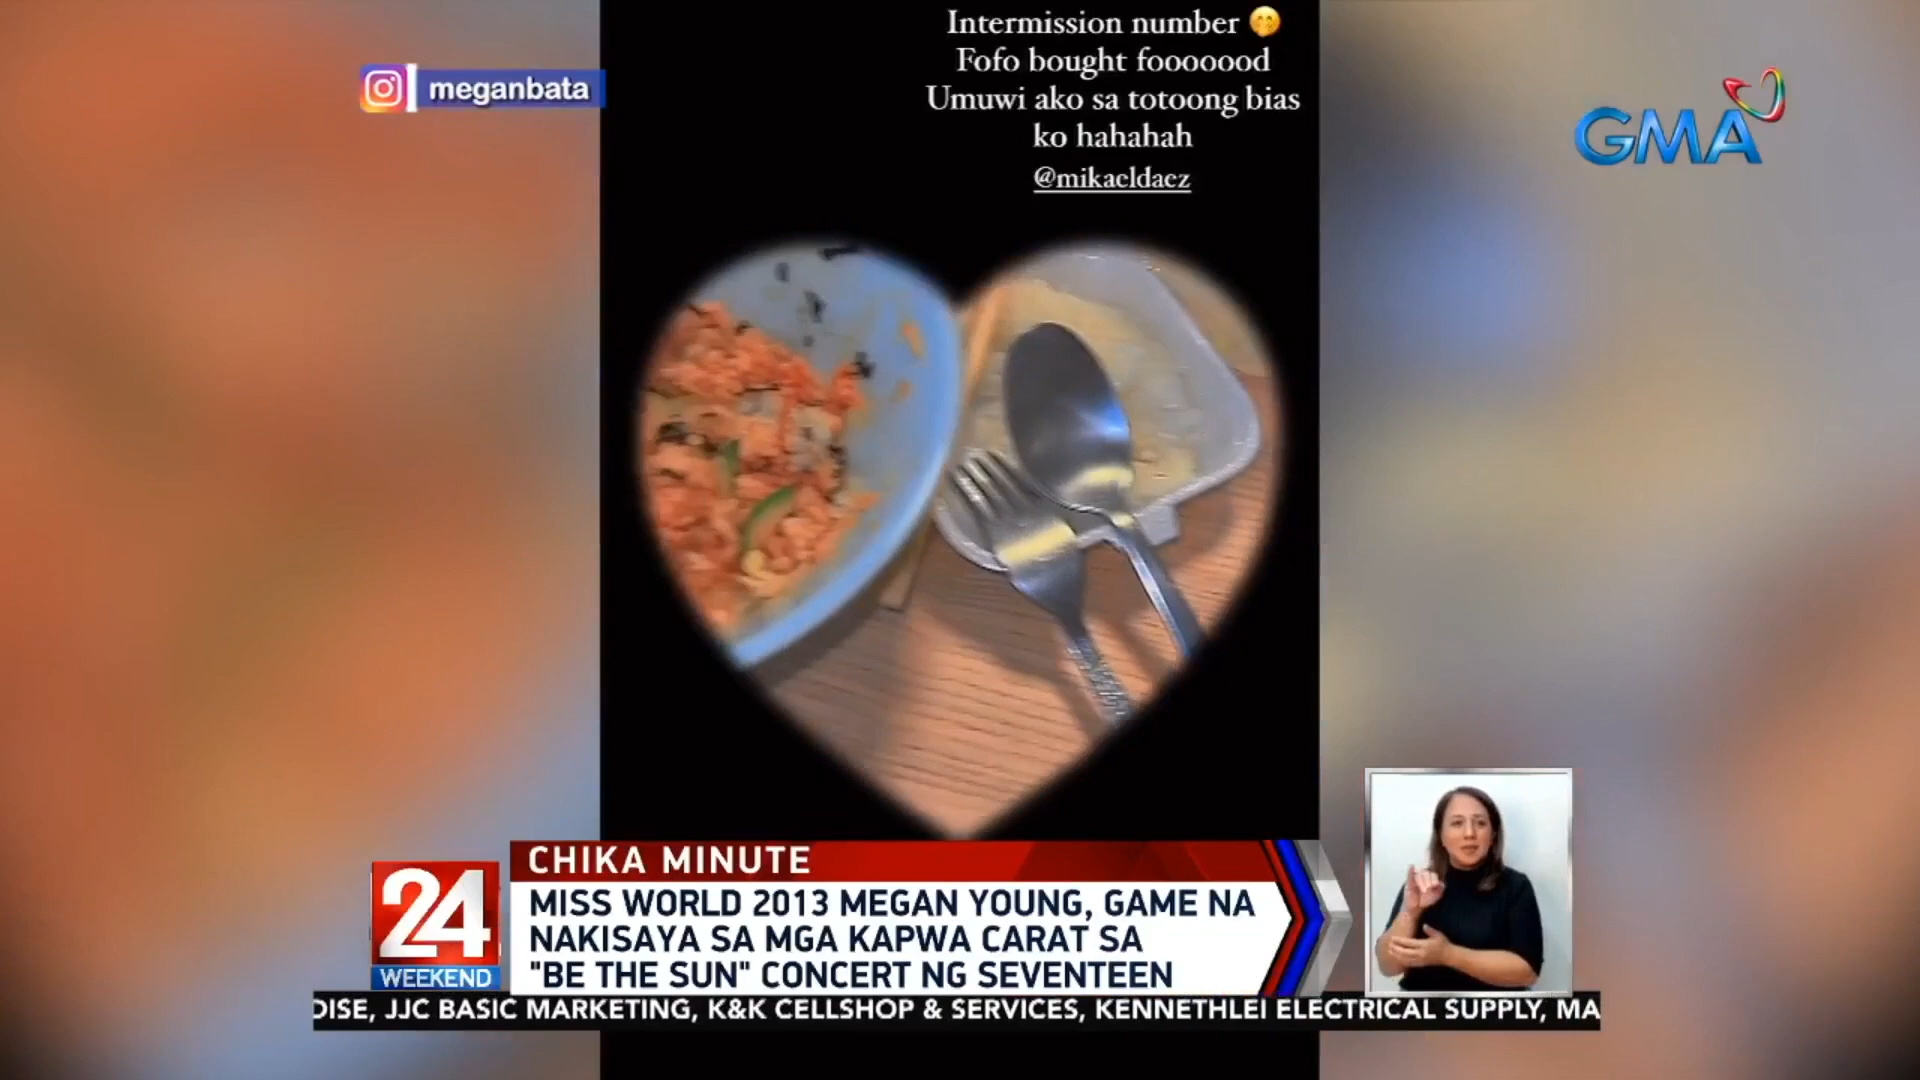 Intermission number 🤭
Fofo bought fooooood
Umuwi ako sa totoong bias
ko hahahah
@mikaeldaez
meganbata
GMA
CHIKA MINUTE
24
WEEKEND
MISS WORLD 2013 MEGAN YOUNG, GAME NA
NAKISAYA SA MGA KAPWA CARAT SA
"BE THE SUN" CONCERT NG SEVENTEEN
DISE, JJC BASIC MARKETING, K&K CELLSHOP & SERVICES, KENNETHLEI ELECTRICAL SUPPLY, MA